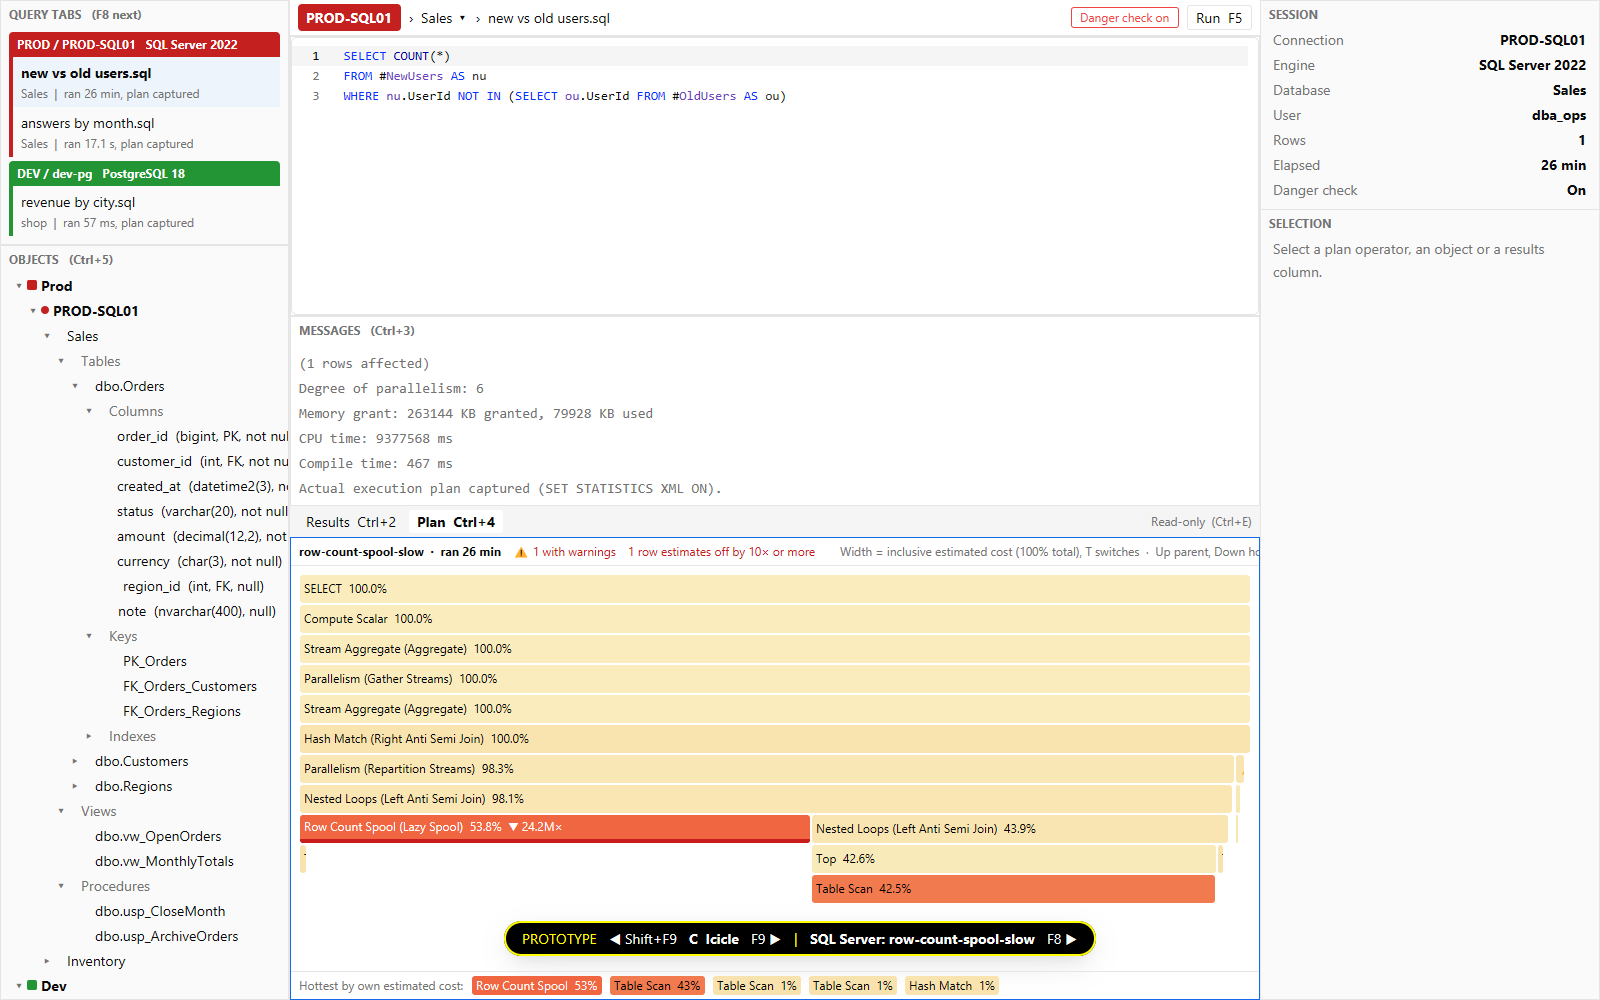 QUERY TABS (F8 next)
PROD / PROD-SQL01 SQL Server 2022
new vs old users.sql
Sales | ran 26 min, plan captured
answers by month.sql
Sales | ran 17.1 s, plan captured
DEV / dev-pg PostgreSQL 18
revenue by city.sql
shop | ran 57 ms, plan captured
OBJECTS (Ctrl+5)
Prod
PROD-SQL01
Sales
Tables
dbo.Orders
Columns
order_id (bigint, PK, not nul
customer_id (int, FK, not nu
created_at (datetime2(3), n
status (varchar(20), not null
amount (decimal(12,2), not
currency (char(3), not null)
region_id (int, FK, null)
note (nvarchar(400), null)
Keys
PK_Orders
FK_Orders_Customers
FK_Orders_Regions
Indexes
dbo.Customers
dbo.Regions
Views
dbo.vw_OpenOrders
dbo.vw_MonthlyTotals
Procedures
dbo.usp_CloseMonth
dbo.usp_ArchiveOrders
Inventory
Dev
PROD-SQL01 › Sales ▾ › new vs old users.sql
Danger check on
Run F5
1 SELECT COUNT(*)
2 FROM #NewUsers AS nu
3 WHERE nu.UserId NOT IN (SELECT ou.UserId FROM #OldUsers AS ou)
MESSAGES (Ctrl+3)
(1 rows affected)
Degree of parallelism: 6
Memory grant: 263144 KB granted, 79928 KB used
CPU time: 9377568 ms
Compile time: 467 ms
Actual execution plan captured (SET STATISTICS XML ON).
Results Ctrl+2 Plan Ctrl+4 Read-only (Ctrl+E)
row-count-spool-slow · ran 26 min ⚠ 1 with warnings 1 row estimates off by 10× or more Width = inclusive estimated cost (100% total), T switches · Up parent, Down ho
SELECT 100.0%
Compute Scalar 100.0%
Stream Aggregate (Aggregate) 100.0%
Parallelism (Gather Streams) 100.0%
Stream Aggregate (Aggregate) 100.0%
Hash Match (Right Anti Semi Join) 100.0%
Parallelism (Repartition Streams) 98.3%
Nested Loops (Left Anti Semi Join) 98.1%
Row Count Spool (Lazy Spool) 53.8% ▼ 24.2M×
Nested Loops (Left Anti Semi Join) 43.9%
Top 42.6%
Table Scan 42.5%
PROTOTYPE ◀ Shift+F9 C Icicle F9 ▶ | SQL Server: row-count-spool-slow F8 ▶
Hottest by own estimated cost: Row Count Spool 53% Table Scan 43% Table Scan 1% Table Scan 1% Hash Match 1%
SESSION
Connection PROD-SQL01
Engine SQL Server 2022
Database Sales
User dba_ops
Rows 1
Elapsed 26 min
Danger check On
SELECTION
Select a plan operator, an object or a results
column.